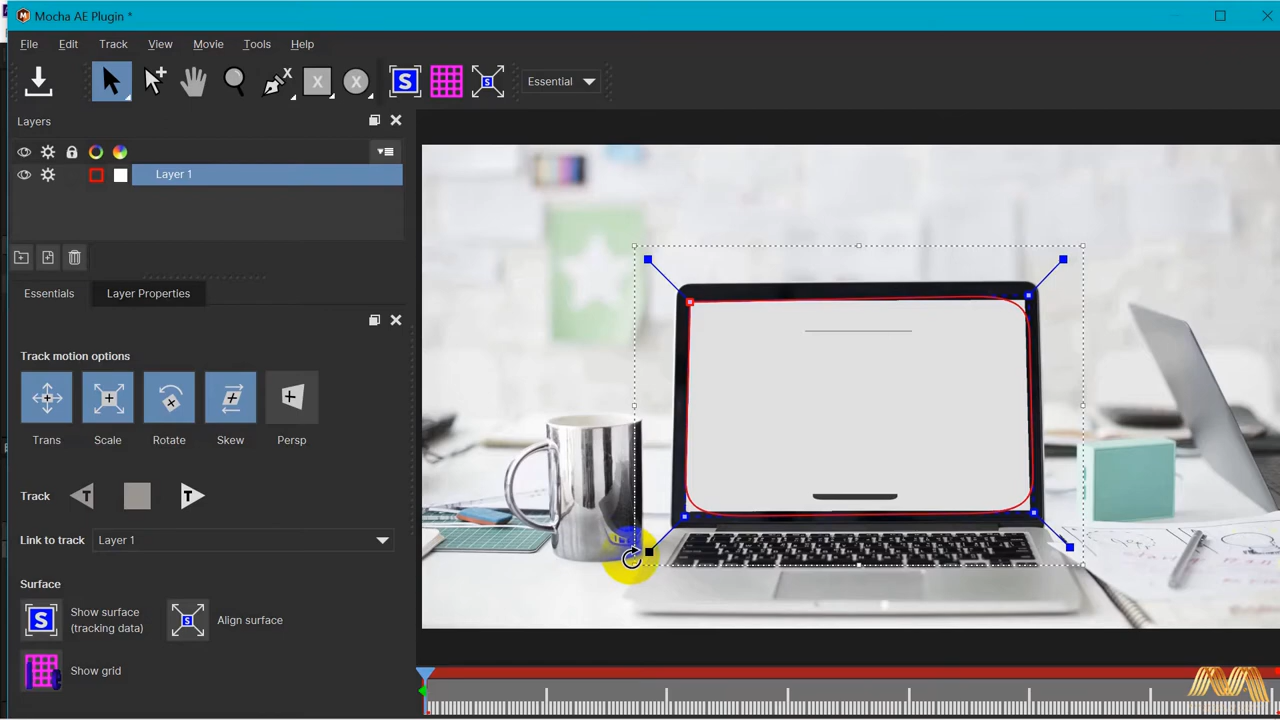 Mocha AE Plugin *
File Edit Track View Movie Tools Help
Essential
Layers
Layer 1
Essentials Layer Properties
Track motion options
Trans Scale Rotate Skew Persp
Track
Link to track Layer 1
Surface
Show surface
(tracking data)
Align surface
Show grid